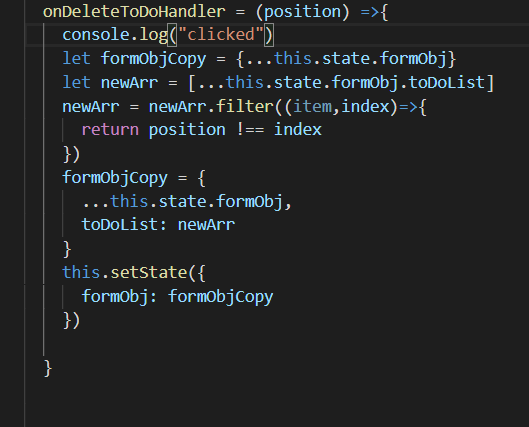 onDeleteToDoHandler = (position) =>{
console.log("clicked")
let formObjCopy = {...this.state.formObj}
let newArr = [...this.state.formObj.toDoList]
newArr = newArr.filter((item,index)=>{
return position !== index
})
formObjCopy = {
...this.state.formObj,
toDoList: newArr
}
this.setState({
formObj: formObjCopy
})
}